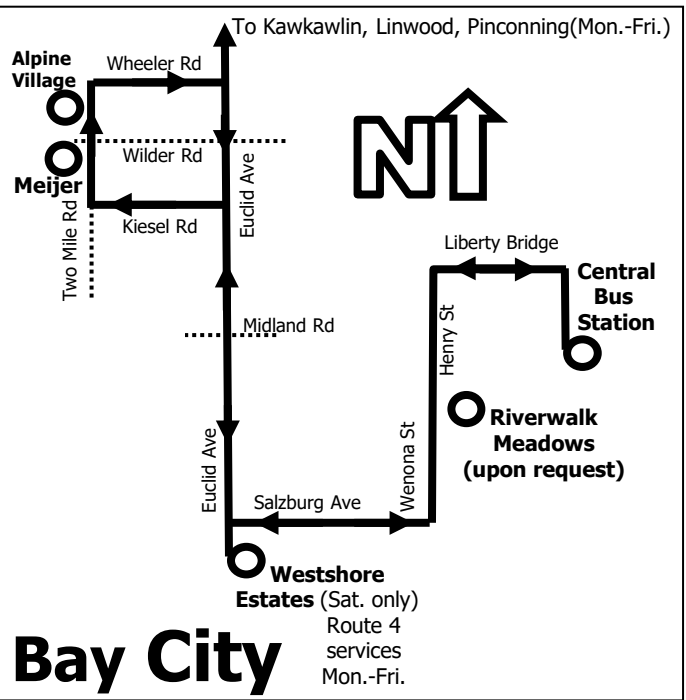 To Kawkawlin, Linwood, Pinconning(Mon.-Fri.)
Alpine
Village
Wheeler Rd
N
Wilder Rd
Meijer
Euclid Ave
Kiesel Rd
Two Mile Rd
Liberty Bridge
Central
Bus
Station
Midland Rd
Henry St
Riverwalk
Meadows
(upon request)
Euclid Ave
Wenona St
Salzburg Ave
Westshore
Estates (Sat. only)
Route 4
services
Mon.-Fri.
Bay City